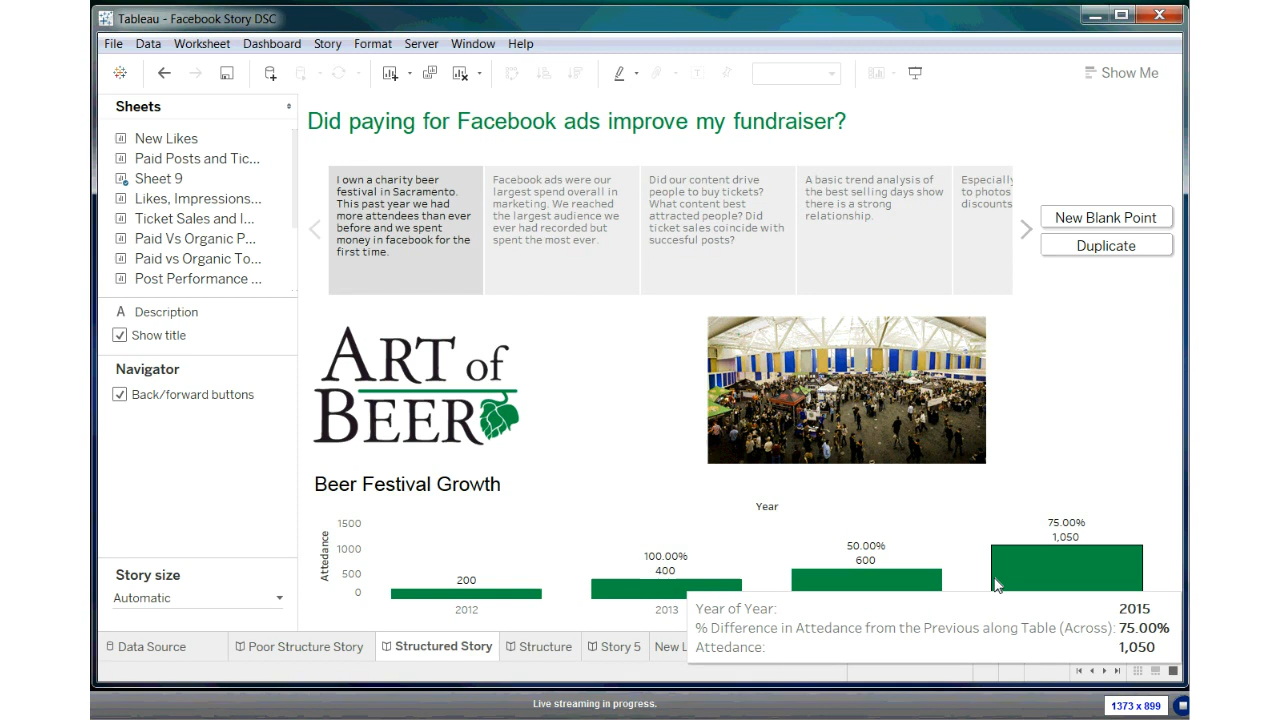 Tableau - Facebook Story DSC
File Data Worksheet Dashboard Story Format Server Window Help
Show Me
Sheets
New Likes
Paid Posts and Tic...
Sheet 9
Likes, Impressions...
Ticket Sales and I...
Paid Vs Organic P...
Paid vs Organic To...
Post Performance ...
A Description
Show title
Navigator
Back/forward buttons
Story size
Automatic
Did paying for Facebook ads improve my fundraiser?
I own a charity beer
festival in Sacramento.
This past year we had
more attendees than ever
before and we spent
money in facebook for the
first time.
Facebook ads were our
largest spend overall in
marketing. We reached
the largest audience we
ever had recorded but
spent the most ever.
Did our content drive
people to buy tickets?
What content best
attracted people? Did
ticket sales coincide with
succesful posts?
A basic trend analysis of
the best selling days show
there is a strong
relationship.
Especially
to photos
discounts
New Blank Point
Duplicate
ART of
BEER
Beer Festival Growth
Year
Attedance
1500
1000
500
0
200
100.00%
400
50.00%
600
75.00%
1,050
2012
2013
Year of Year: 2015
% Difference in Attedance from the Previous along Table (Across): 75.00%
Attedance: 1,050
Data Source Poor Structure Story Structured Story Structure Story 5 New L
Live streaming in progress.
1373 x 899